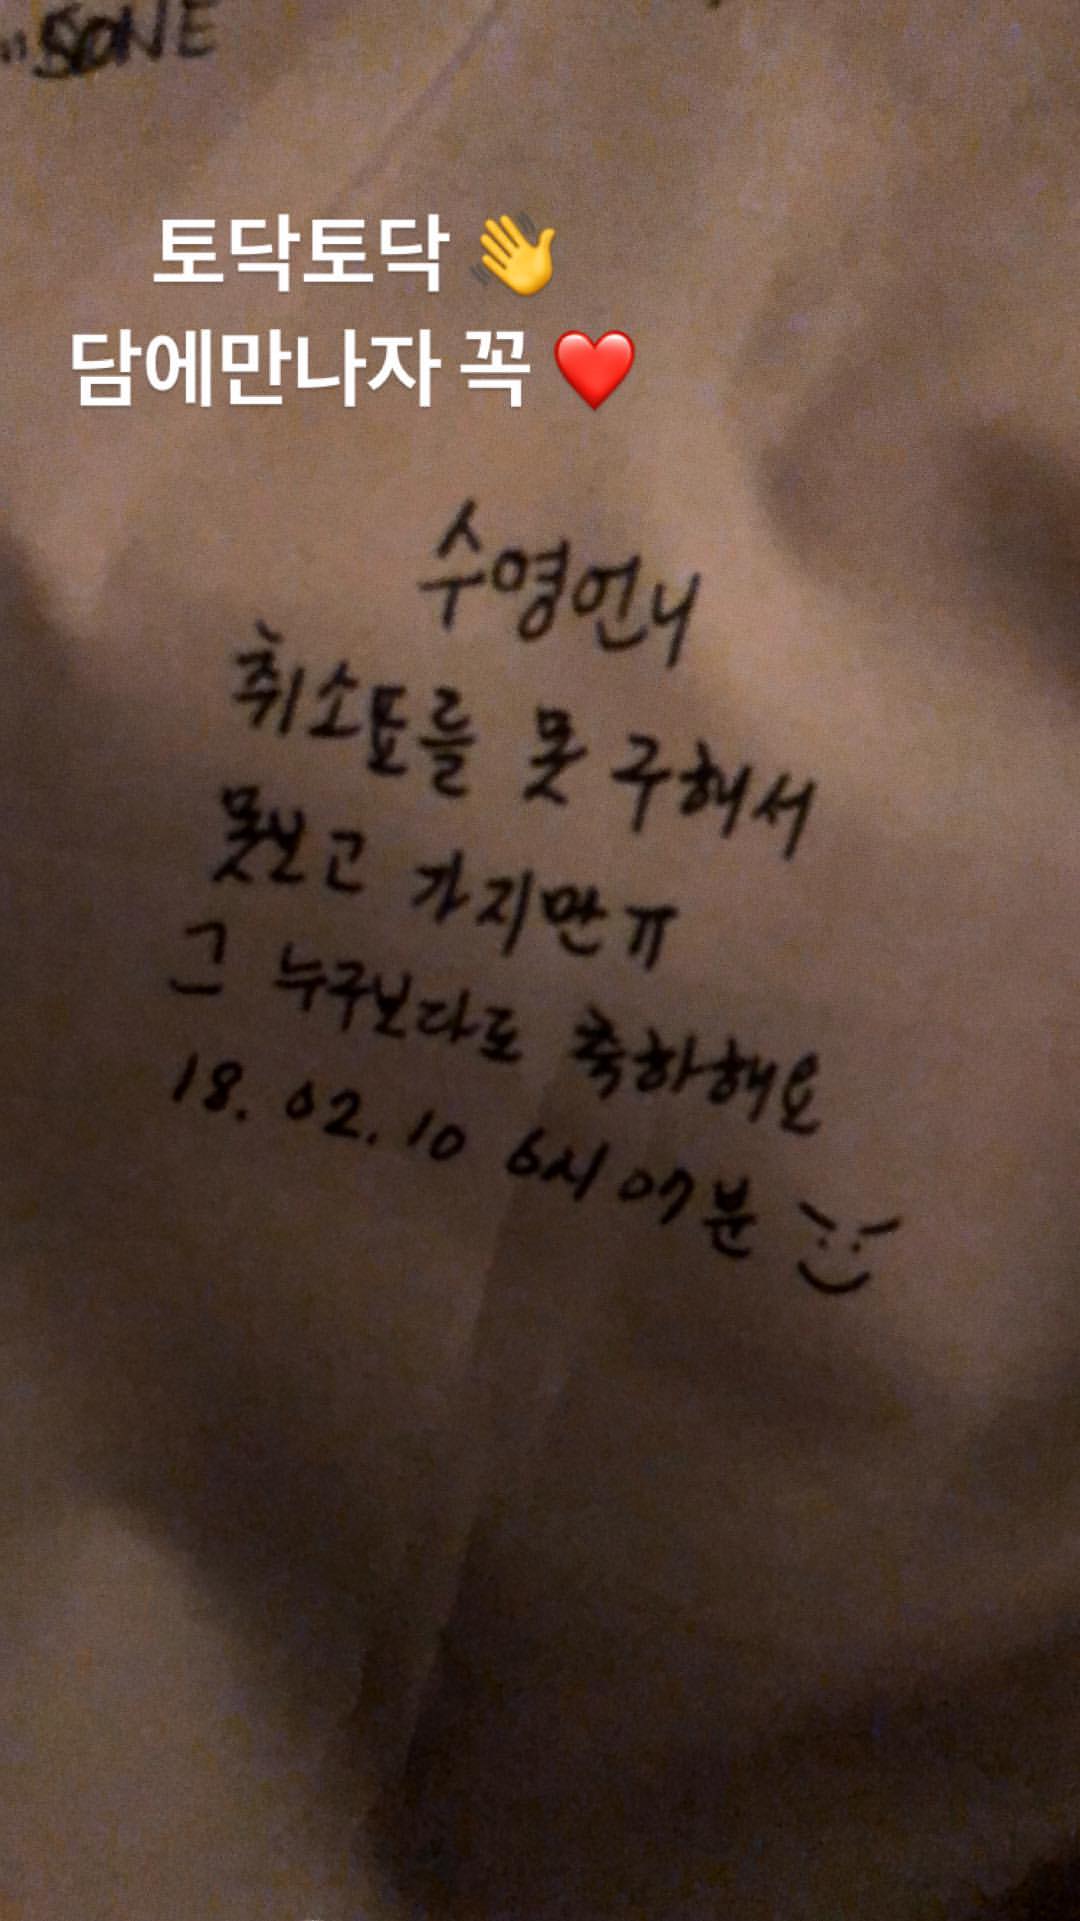 ..SONE
토닥토닥 👋
담에만나자 꼭 ❤️
수영언니
취소표를 못 구해서
못보고 가지만ㅠ
그 누구보다도 축하해요
18. 02. 10 6시 07분